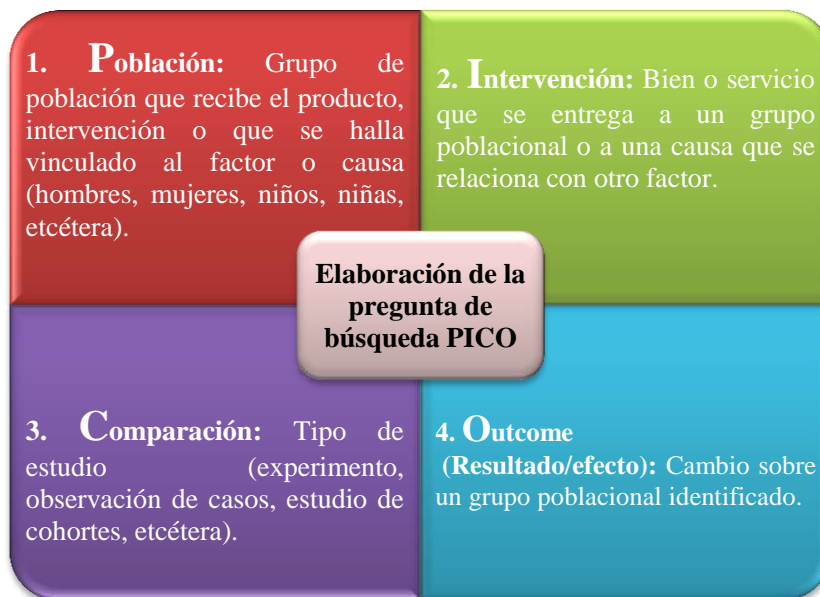 1. Población: Grupo de
población que recibe el producto,
intervención o que se halla
vinculado al factor o causa
(hombres, mujeres, niños, niñas,
etcétera).
2. Intervención: Bien o servicio
que se entrega a un grupo
poblacional o a una causa que se
relaciona con otro factor.
Elaboración de la
pregunta de
búsqueda PICO
3. Comparación: Tipo de
estudio (experimento,
observación de casos, estudio de
cohortes, etcétera).
4. Outcome
(Resultado/efecto): Cambio sobre
un grupo poblacional identificado.